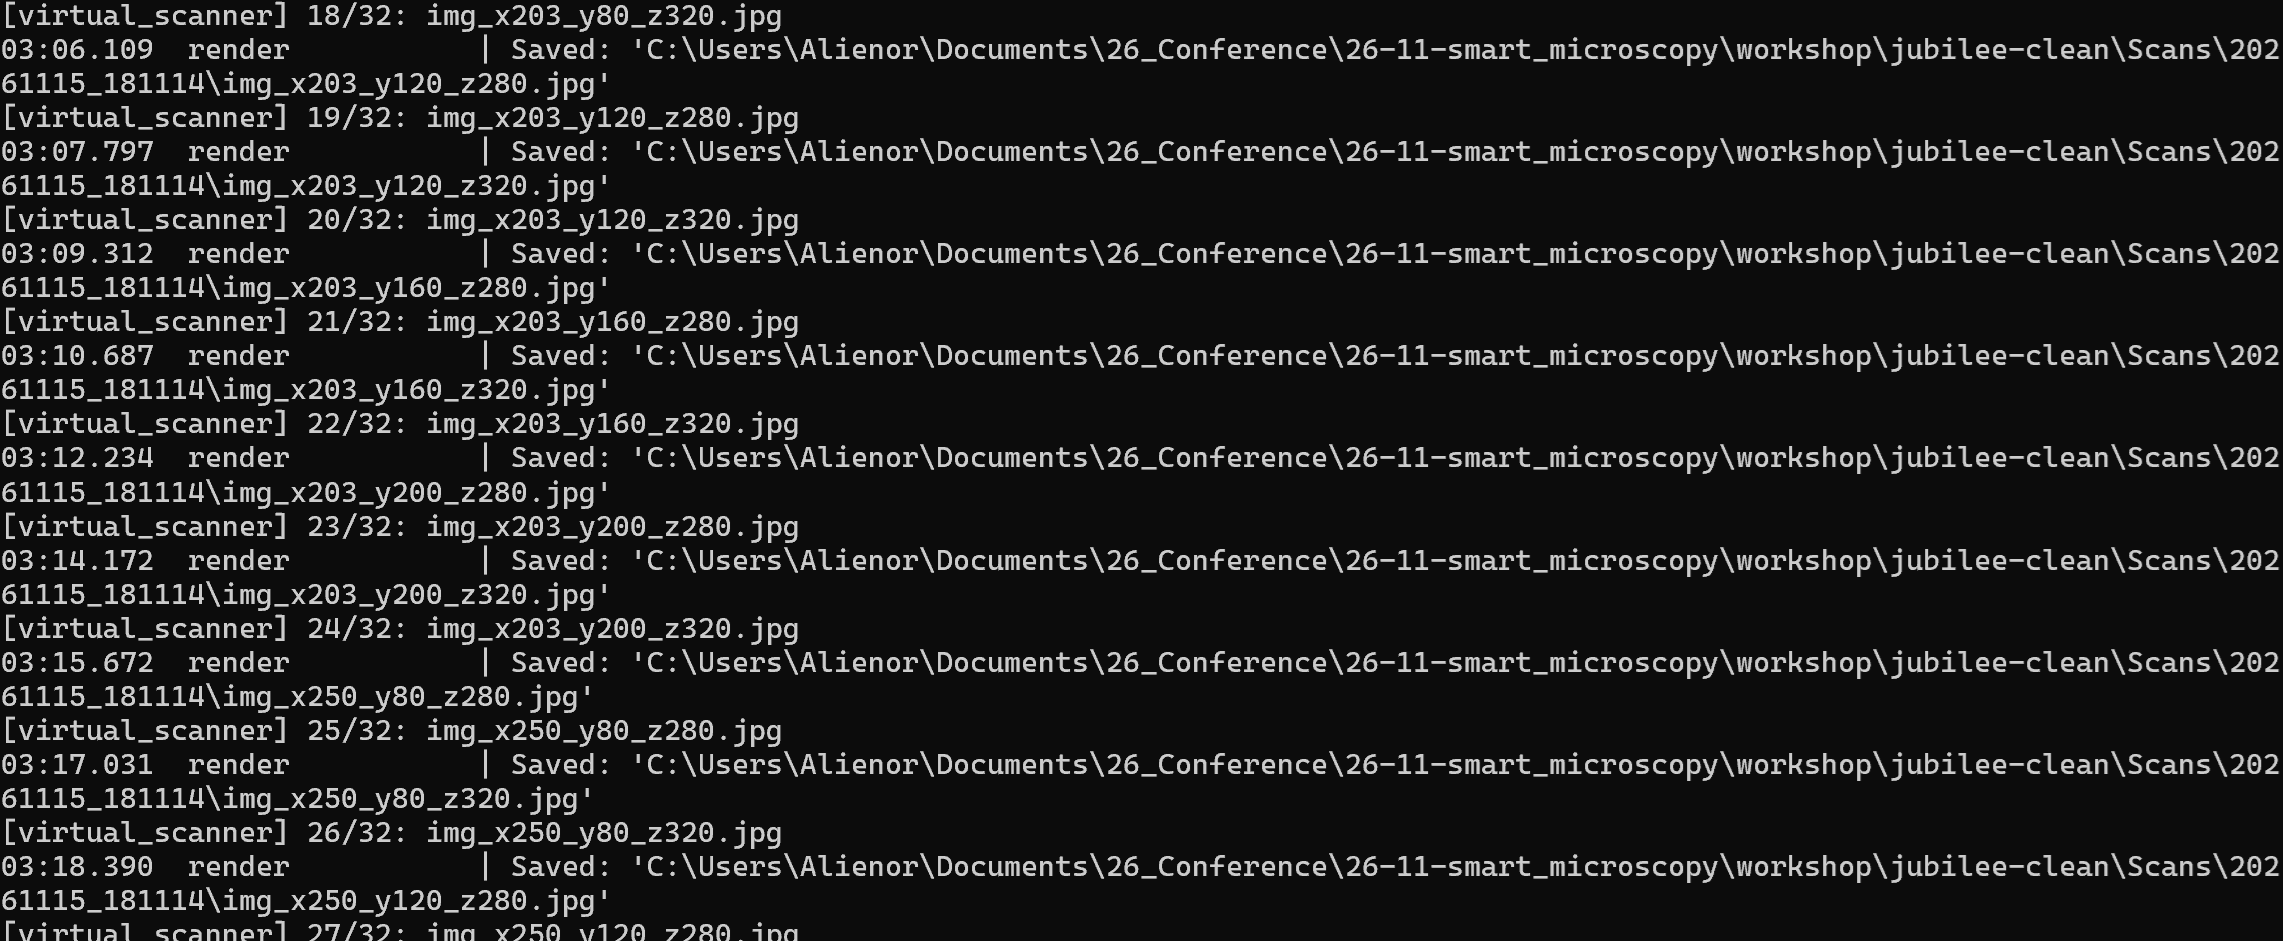 [virtual_scanner] 18/32: img_x203_y80_z320.jpg
03:06.109  render           | Saved: 'C:\Users\Alienor\Documents\26_Conference\26-11-smart_microscopy\workshop\jubilee-clean\Scans\202
61115_181114\img_x203_y120_z280.jpg'
[virtual_scanner] 19/32: img_x203_y120_z280.jpg
03:07.797  render           | Saved: 'C:\Users\Alienor\Documents\26_Conference\26-11-smart_microscopy\workshop\jubilee-clean\Scans\202
61115_181114\img_x203_y120_z320.jpg'
[virtual_scanner] 20/32: img_x203_y120_z320.jpg
03:09.312  render           | Saved: 'C:\Users\Alienor\Documents\26_Conference\26-11-smart_microscopy\workshop\jubilee-clean\Scans\202
61115_181114\img_x203_y160_z280.jpg'
[virtual_scanner] 21/32: img_x203_y160_z280.jpg
03:10.687  render           | Saved: 'C:\Users\Alienor\Documents\26_Conference\26-11-smart_microscopy\workshop\jubilee-clean\Scans\202
61115_181114\img_x203_y160_z320.jpg'
[virtual_scanner] 22/32: img_x203_y160_z320.jpg
03:12.234  render           | Saved: 'C:\Users\Alienor\Documents\26_Conference\26-11-smart_microscopy\workshop\jubilee-clean\Scans\202
61115_181114\img_x203_y200_z280.jpg'
[virtual_scanner] 23/32: img_x203_y200_z280.jpg
03:14.172  render           | Saved: 'C:\Users\Alienor\Documents\26_Conference\26-11-smart_microscopy\workshop\jubilee-clean\Scans\202
61115_181114\img_x203_y200_z320.jpg'
[virtual_scanner] 24/32: img_x203_y200_z320.jpg
03:15.672  render           | Saved: 'C:\Users\Alienor\Documents\26_Conference\26-11-smart_microscopy\workshop\jubilee-clean\Scans\202
61115_181114\img_x250_y80_z280.jpg'
[virtual_scanner] 25/32: img_x250_y80_z280.jpg
03:17.031  render           | Saved: 'C:\Users\Alienor\Documents\26_Conference\26-11-smart_microscopy\workshop\jubilee-clean\Scans\202
61115_181114\img_x250_y80_z320.jpg'
[virtual_scanner] 26/32: img_x250_y80_z320.jpg
03:18.390  render           | Saved: 'C:\Users\Alienor\Documents\26_Conference\26-11-smart_microscopy\workshop\jubilee-clean\Scans\202
61115_181114\img_x250_y120_z280.jpg'
[virtual_scanner] 27/32: img_x250_y120_z280.jpg